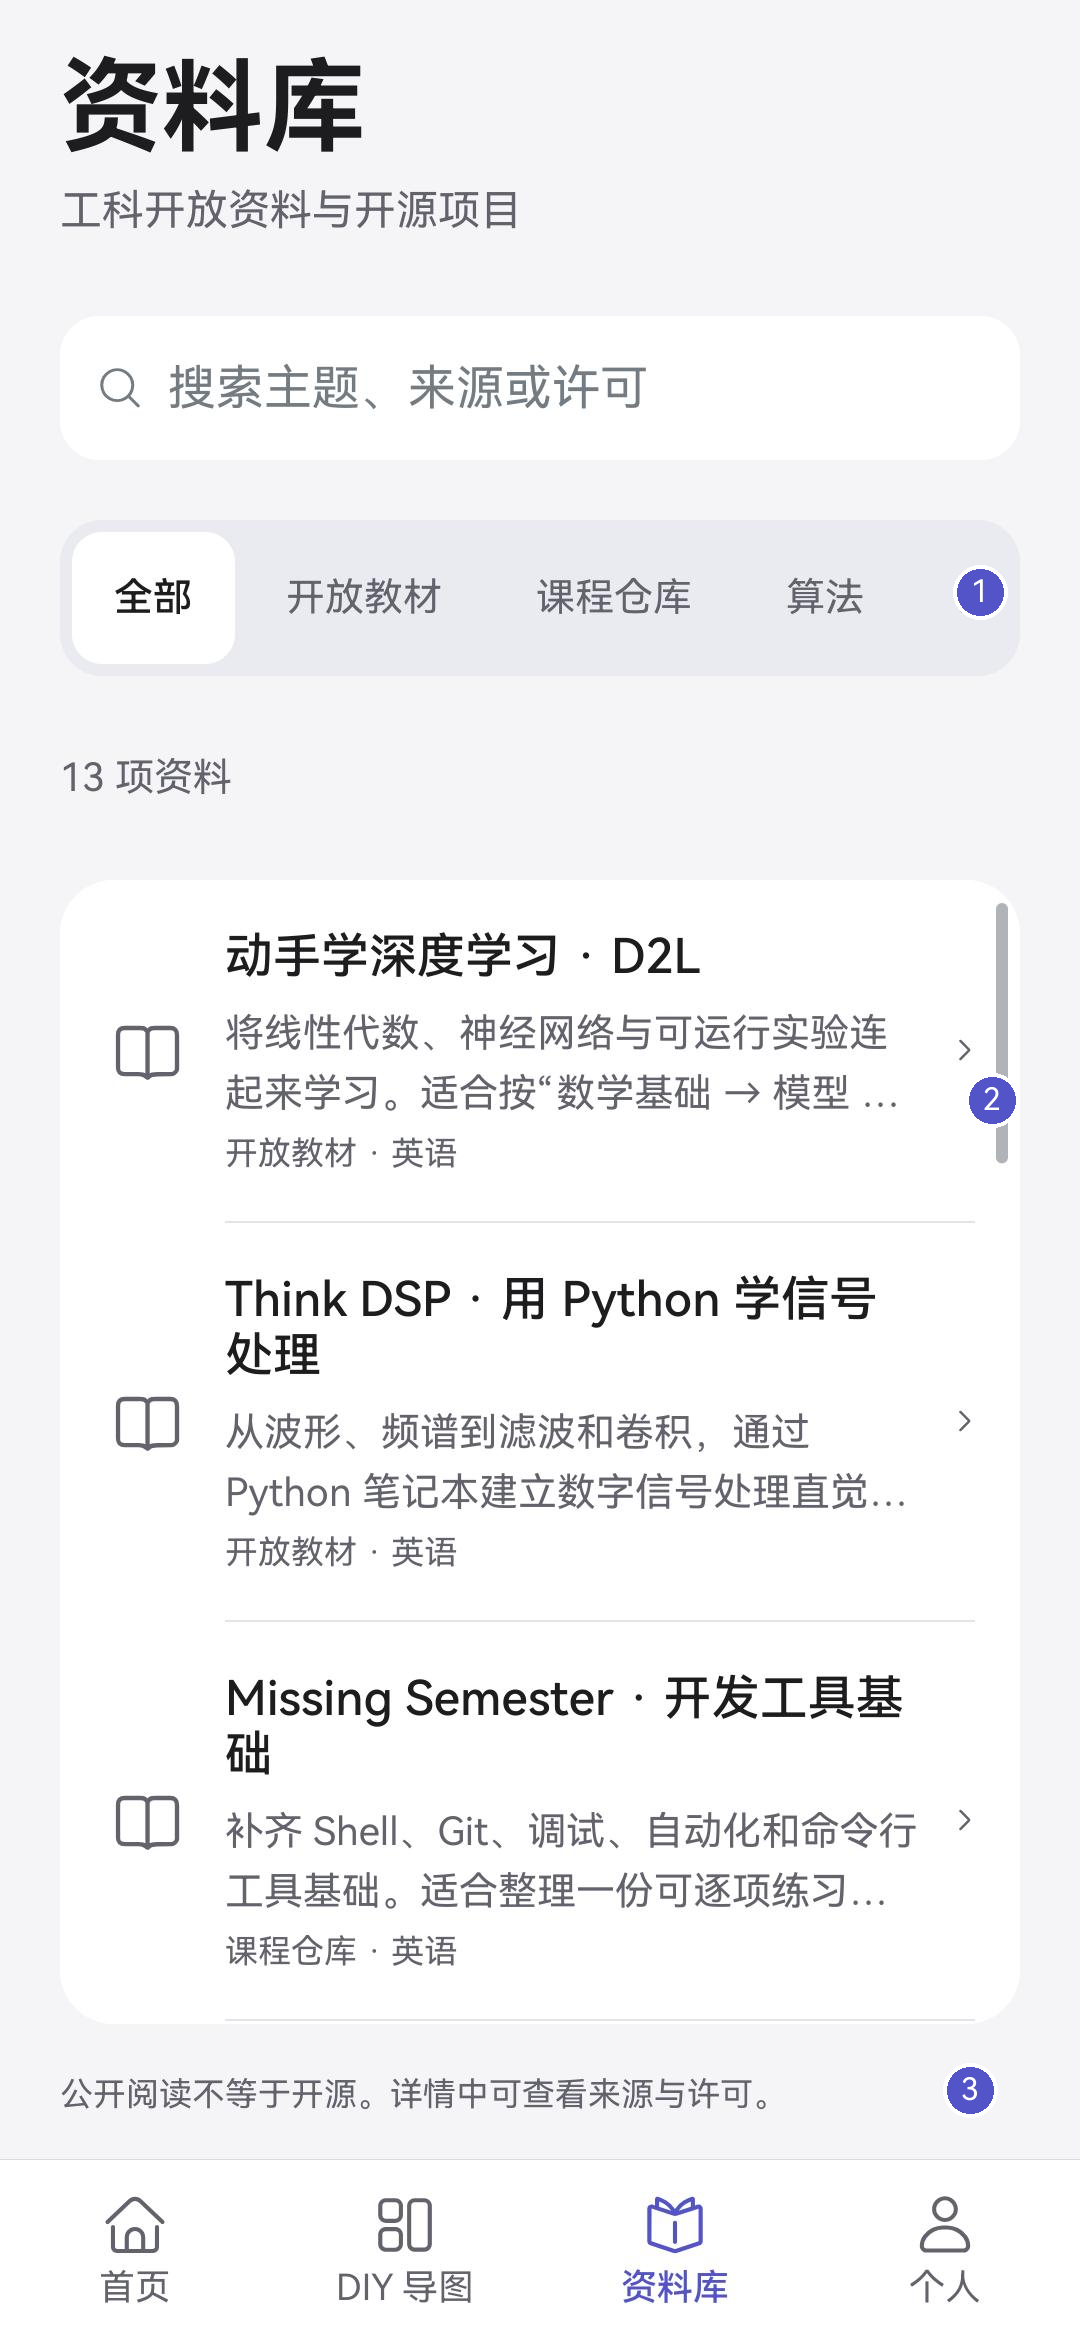 资料库
工科开放资料与开源项目
搜索主题、来源或许可
全部 开放教材 课程仓库 算法 1
13 项资料
动手学深度学习 · D2L
将线性代数、神经网络与可运行实验连
起来学习。适合按“数学基础 → 模型 …
2
开放教材 · 英语
Think DSP · 用 Python 学信号
处理
从波形、频谱到滤波和卷积，通过
Python 笔记本建立数字信号处理直觉…
开放教材 · 英语
Missing Semester · 开发工具基
础
补齐 Shell、Git、调试、自动化和命令行
工具基础。适合整理一份可逐项练习…
课程仓库 · 英语
公开阅读不等于开源。详情中可查看来源与许可。 3
首页 DIY 导图 资料库 个人